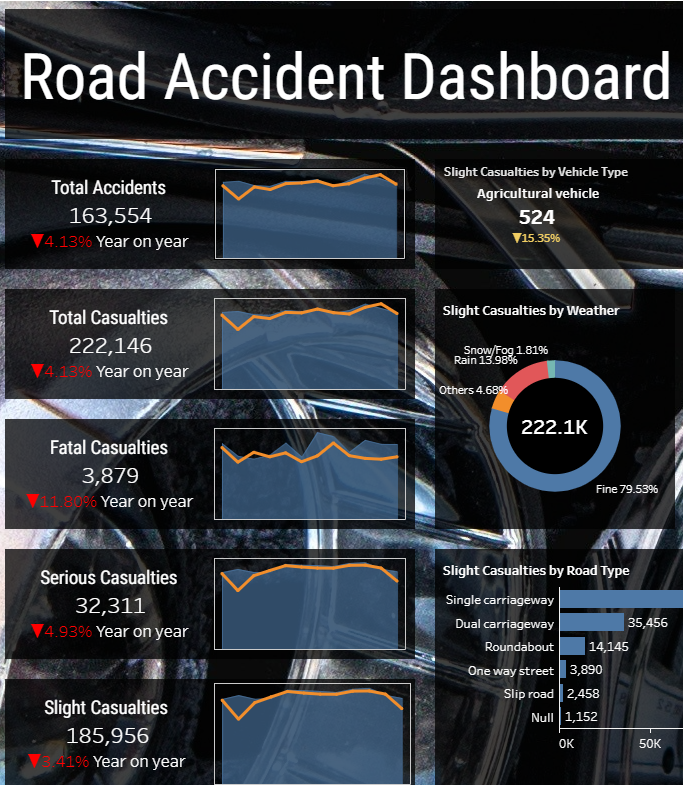 Road Accident Dashboard
Total Accidents
163,554
▼4.13% Year on year
Total Casualties
222,146
▼4.13% Year on year
Fatal Casualties
3,879
▼11.80% Year on year
Serious Casualties
32,311
▼4.93% Year on year
Slight Casualties
185,956
▼3.41% Year on year
Slight Casualties by Vehicle Type
Agricultural vehicle
524
▼15.35%
Slight Casualties by Weather
Snow/Fog 1.81%
Rain 13.98%
Others 4.68%
222.1K
Fine 79.53%
Slight Casualties by Road Type
Single carriageway
Dual carriageway 35,456
Roundabout 14,145
One way street 3,890
Slip road 2,458
Null 1,152
0K 50K